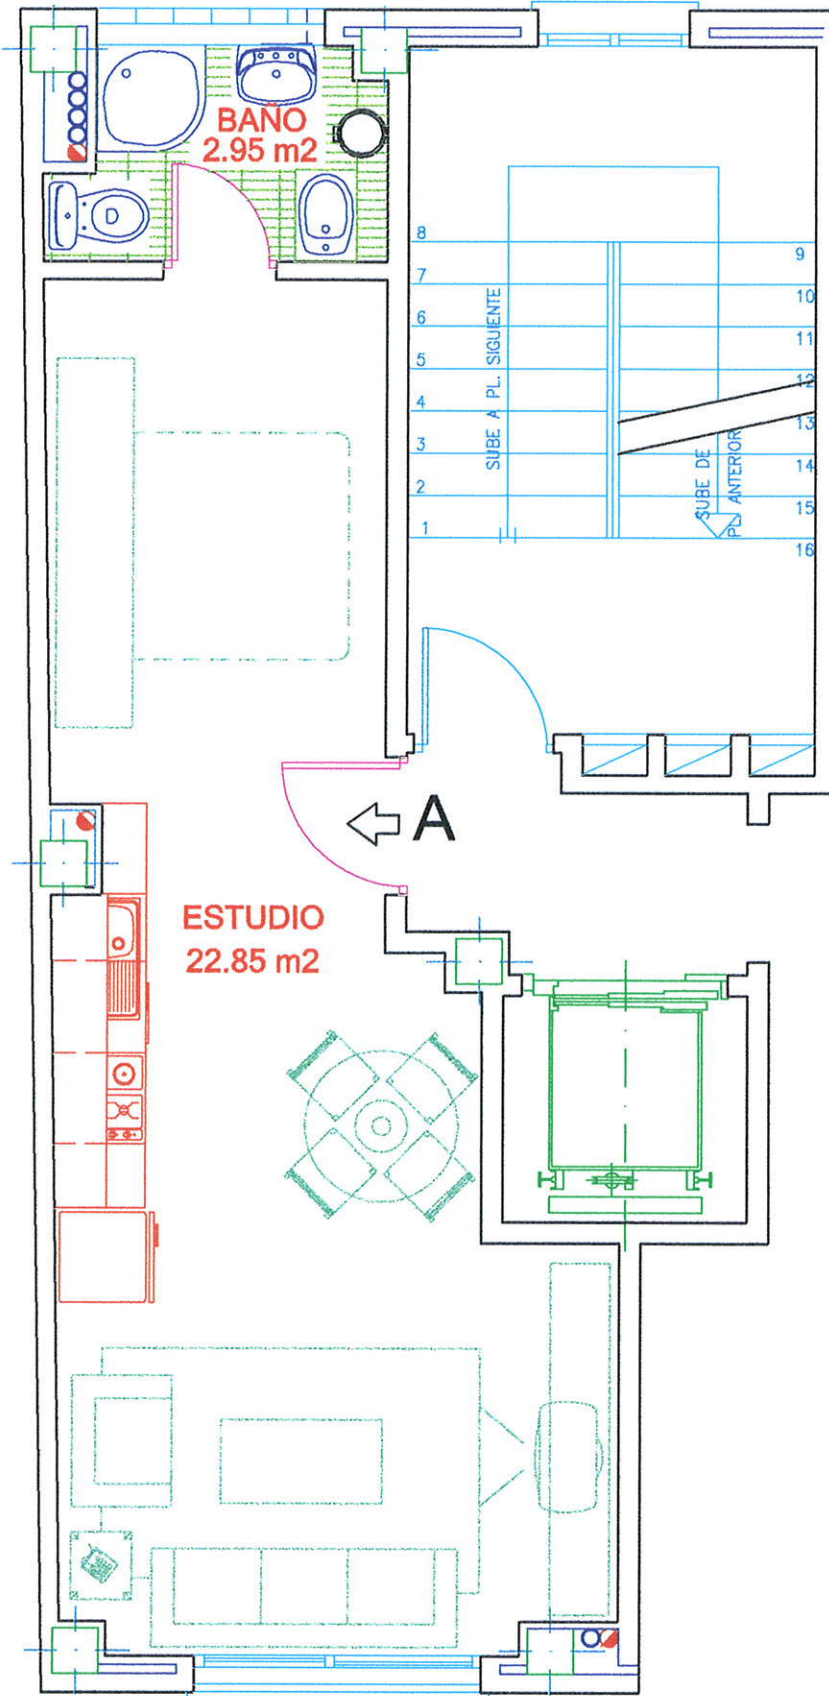 BAÑO
2.95 m2
8
7
6
5
4
3
2
1
SUBE A PL. SIGUIENTE
9
10
11
12
13
14
15
16
SUBE DE
PL. ANTERIOR
A
ESTUDIO
22.85 m2